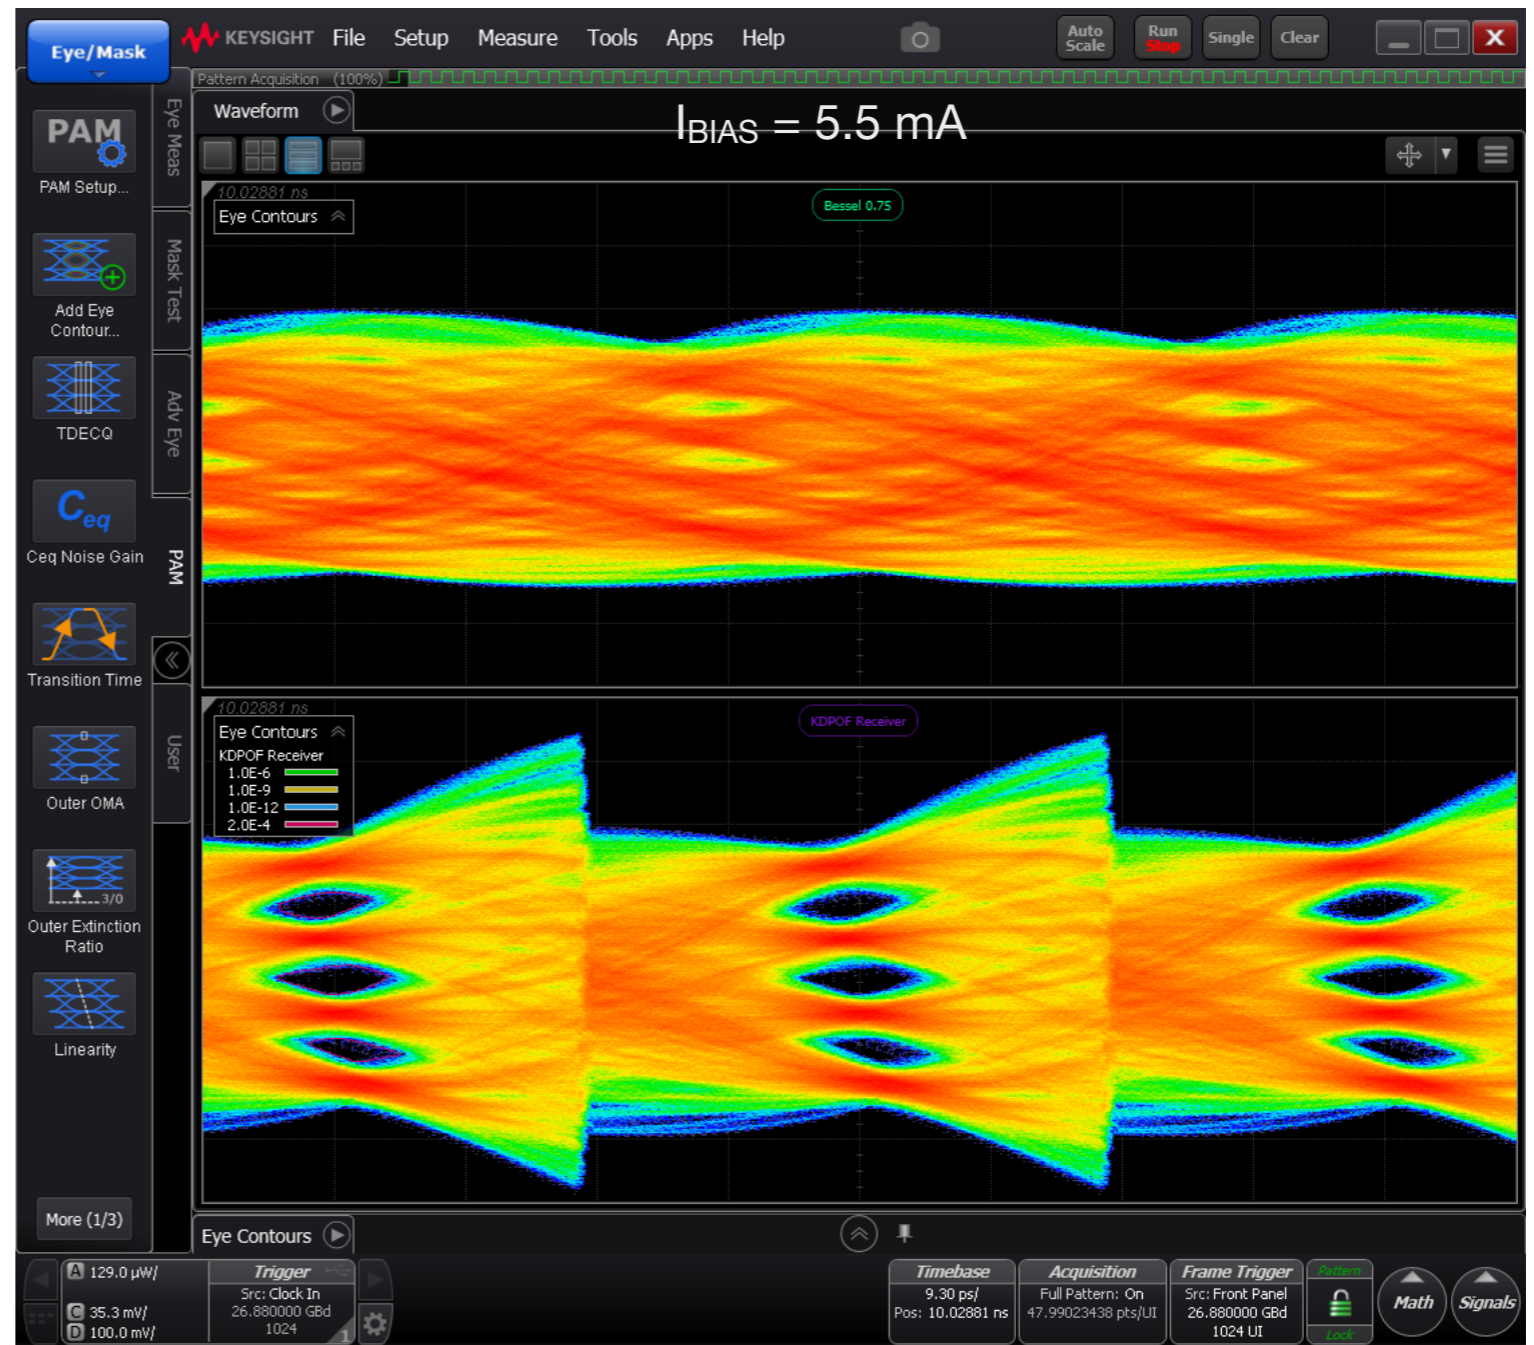 Eye/Mask
KEYSIGHT File Setup Measure Tools Apps Help
Auto Scale
Run Stop
Single
Clear
X
Pattern Acquisition (100%)
Waveform
IBIAS = 5.5 mA
PAM
PAM Setup...
Add Eye
Contour...
TDECQ
Ceq
Ceq Noise Gain
Transition Time
Outer OMA
3/0
Outer Extinction
Ratio
Linearity
More (1/3)
Eye Meas
Mask Test
Adv Eye
PAM
User
10.02881 ns
Eye Contours
Bessel 0.75
10.02881 ns
Eye Contours
KDPOF Receiver
1.0E-6
1.0E-9
1.0E-12
2.0E-4
KDPOF Receiver
Eye Contours
A 129.0 µW/
C 35.3 mV/
D 100.0 mV/
Trigger
Src: Clock In
26.880000 GBd
1024
1
Timebase
9.30 ps/
Pos: 10.02881 ns
Acquisition
Full Pattern: On
47.99023438 pts/UI
Frame Trigger
Src: Front Panel
26.880000 GBd
1024 UI
Pattern
Lock
Math
Signals